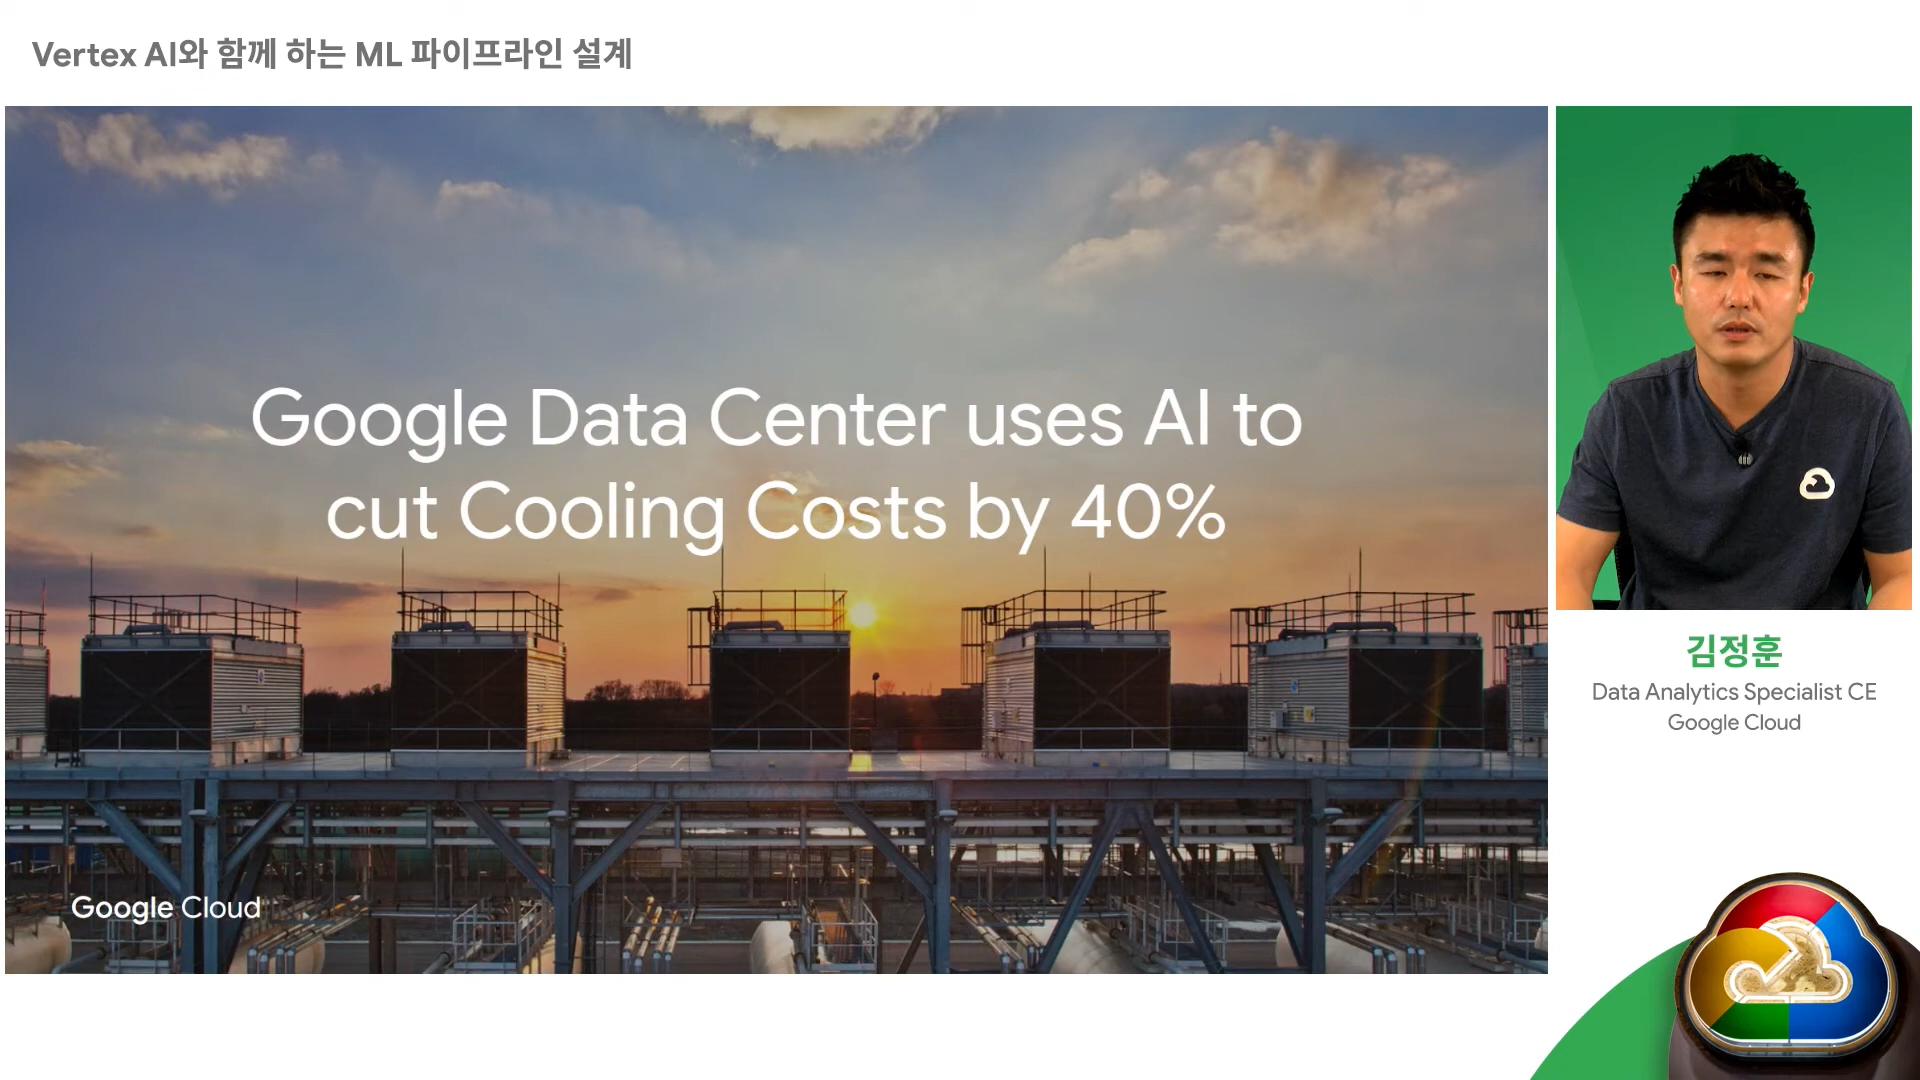 Vertex AI와 함께 하는 ML 파이프라인 설계
Google Data Center uses AI to
cut Cooling Costs by 40%
Google Cloud
김정훈
Data Analytics Specialist CE
Google Cloud